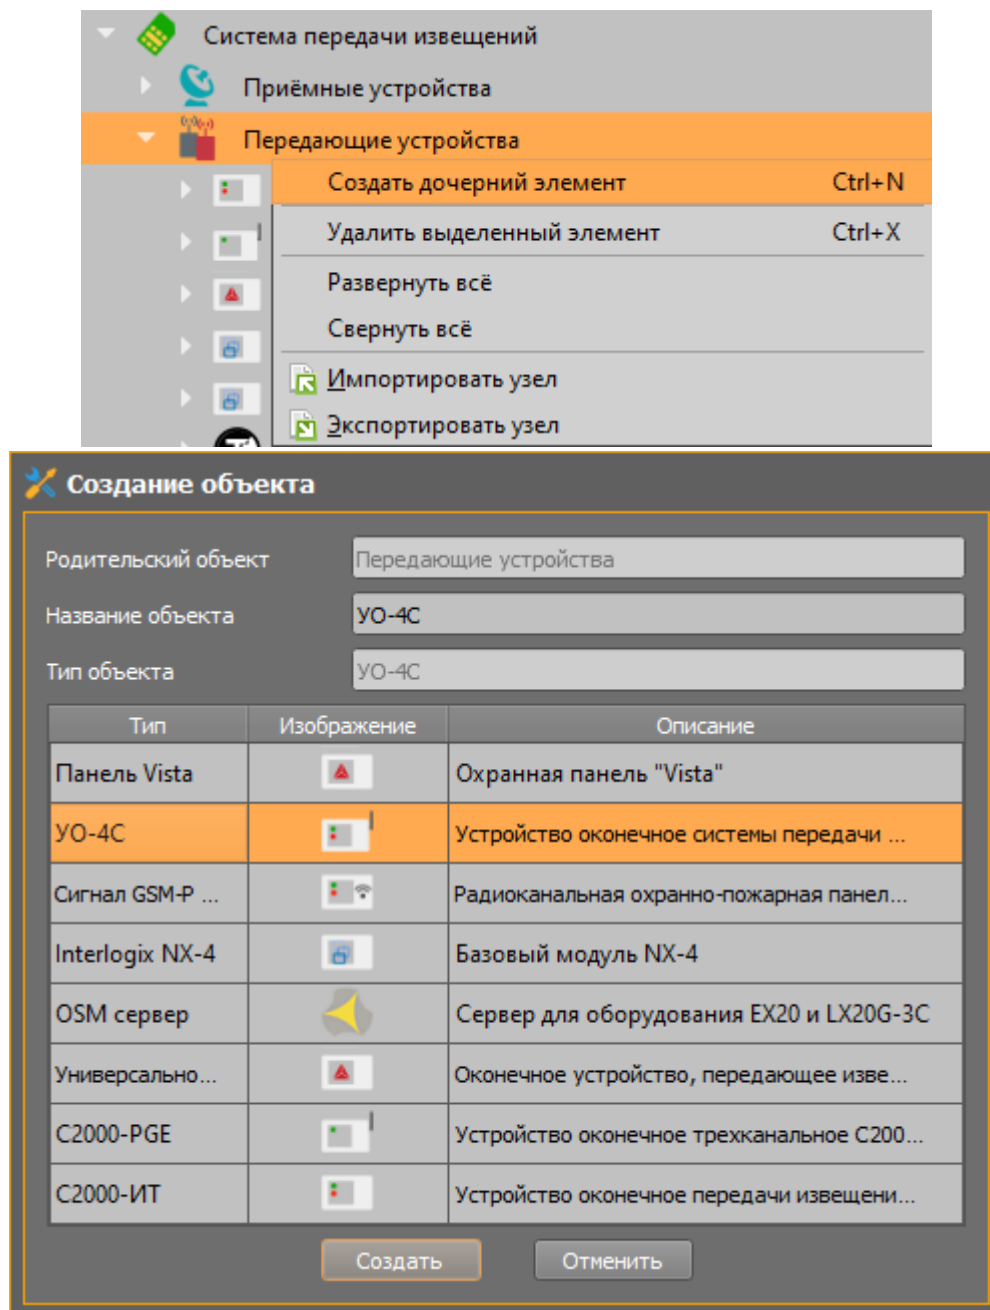 Система передачи извещений
Приёмные устройства
Передающие устройства
Создать дочерний элемент Ctrl+N
Удалить выделенный элемент Ctrl+X
Развернуть всё
Свернуть всё
Импортировать узел
Экспортировать узел
Создание объекта
Родительский объект Передающие устройства
Название объекта УО-4С
Тип объекта УО-4С
Тип Изображение Описание
Панель Vista Охранная панель "Vista"
УО-4С Устройство оконечное системы передачи ...
Сигнал GSM-Р ... Радиоканальная охранно-пожарная панел...
Interlogix NX-4 Базовый модуль NX-4
OSM сервер Сервер для оборудования EX20 и LX20G-3C
Универсально... Оконечное устройство, передающее изве...
С2000-PGE Устройство оконечное трехканальное С200...
С2000-ИТ Устройство оконечное передачи извещени...
Создать Отменить